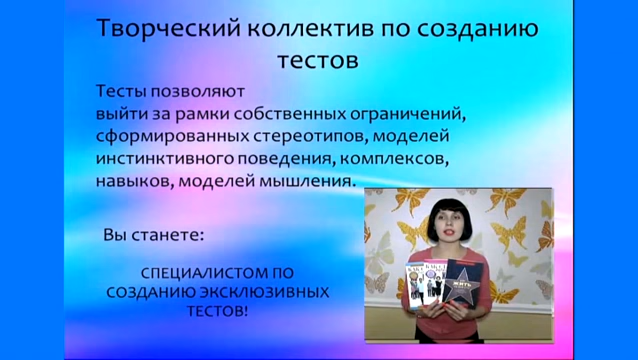 Творческий коллектив по созданию
тестов
Тесты позволяют
выйти за рамки собственных ограничений,
сформированных стереотипов, моделей
инстинктивного поведения, комплексов,
навыков, моделей мышления.
Вы станете:
СПЕЦИАЛИСТОМ ПО
СОЗДАНИЮ ЭКСКЛЮЗИВНЫХ
ТЕСТОВ!
ЖИТЬ